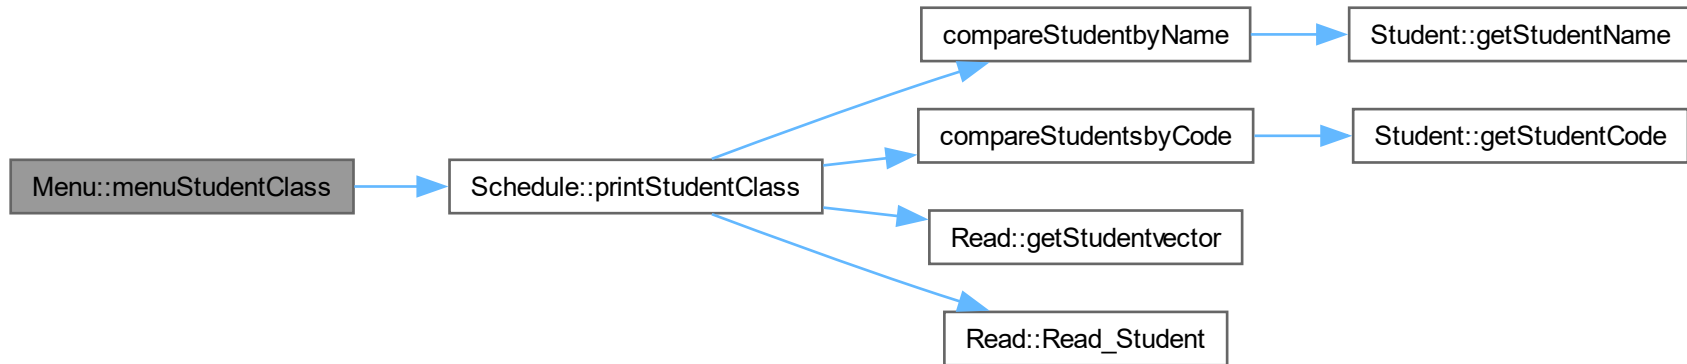 compareStudentbyName
Student::getStudentName
compareStudentsbyCode
Student::getStudentCode
Menu::menuStudentClass
Schedule::printStudentClass
Read::getStudentvector
Read::Read_Student